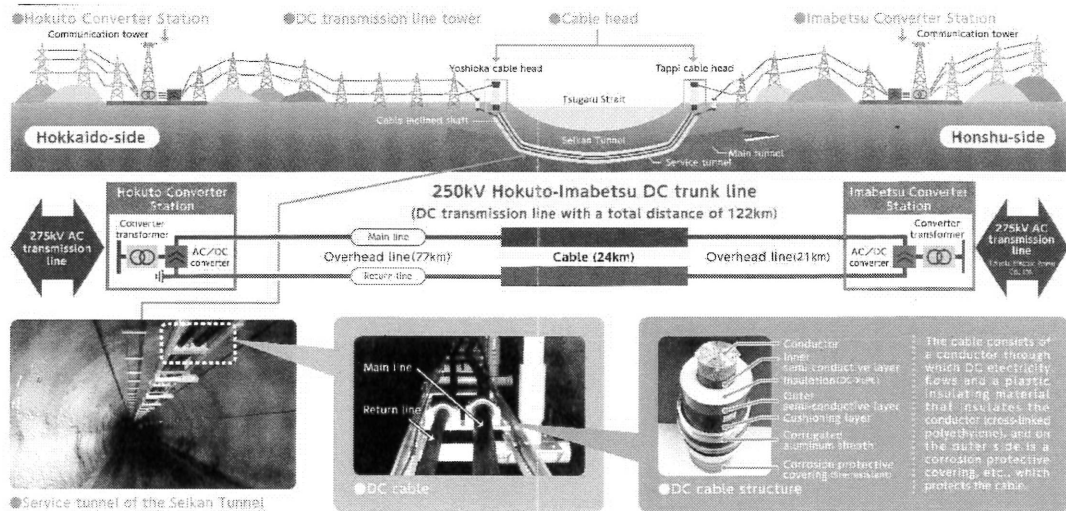 ●Hokuto Converter Station
●DC transmission line tower
●Cable head
●Imabetsu Converter Station
Communication tower
Communication tower
Yoshioka cable head
Tappi cable head
Tsugaru Strait
Cable inclined shaft
Seikan Tunnel
Main tunnel
Service tunnel
Hokkaido-side
Honshu-side
250kV Hokuto-Imabetsu DC trunk line
(DC transmission line with a total distance of 122km)
Hokuto Converter
Station
Converter
transformer
AC/DC
converter
275kV AC
transmission
line
Main line
Overhead line(77km)
Return line
Cable (24km)
Overhead line(21km)
Imabetsu Converter
Station
Converter
transformer
AC/DC
converter
275kV AC
transmission
line
●Service tunnel of the Seikan Tunnel
Main line
Return line
●DC cable
Conductor
Inner
semi-conductive layer
Insulation(DC-XLPE)
Outer
semi-conductive layer
Cushioning layer
Corrugated
aluminum sheath
Corrosion protective
covering
●DC cable structure
The cable consists of
a conductor through
which DC electricity
flows and a plastic
insulating material
that insulates the
conductor (cross-linked
polyethylene), and on
the outer side is a
corrosion protective
covering, etc., which
protects the cable.